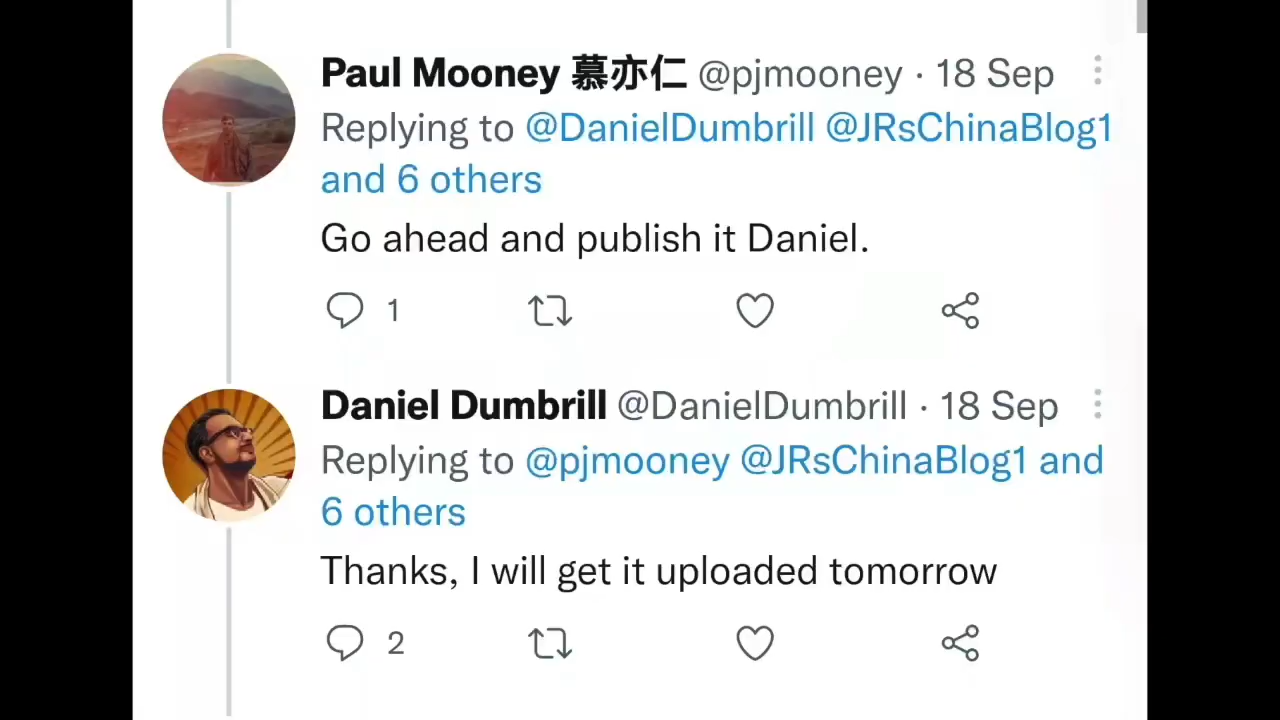 Paul Mooney 慕亦仁 @pjmooney · 18 Sep
Replying to @DanielDumbrill @JRsChinaBlog1
and 6 others
Go ahead and publish it Daniel.
1
Daniel Dumbrill @DanielDumbrill · 18 Sep
Replying to @pjmooney @JRsChinaBlog1 and
6 others
Thanks, I will get it uploaded tomorrow
2